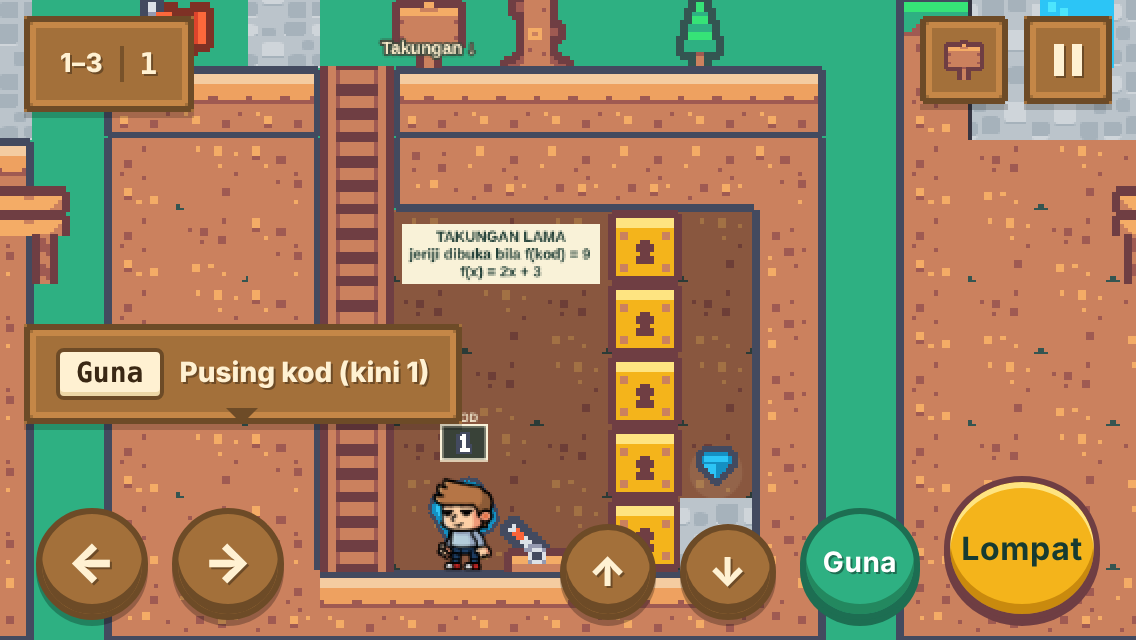 1–3 1
Takungan ↓
TAKUNGAN LAMA
jeriji dibuka bila f(kod) = 9
f(x) = 2x + 3
Guna Pusing kod (kini 1)
1
Guna
Lompat